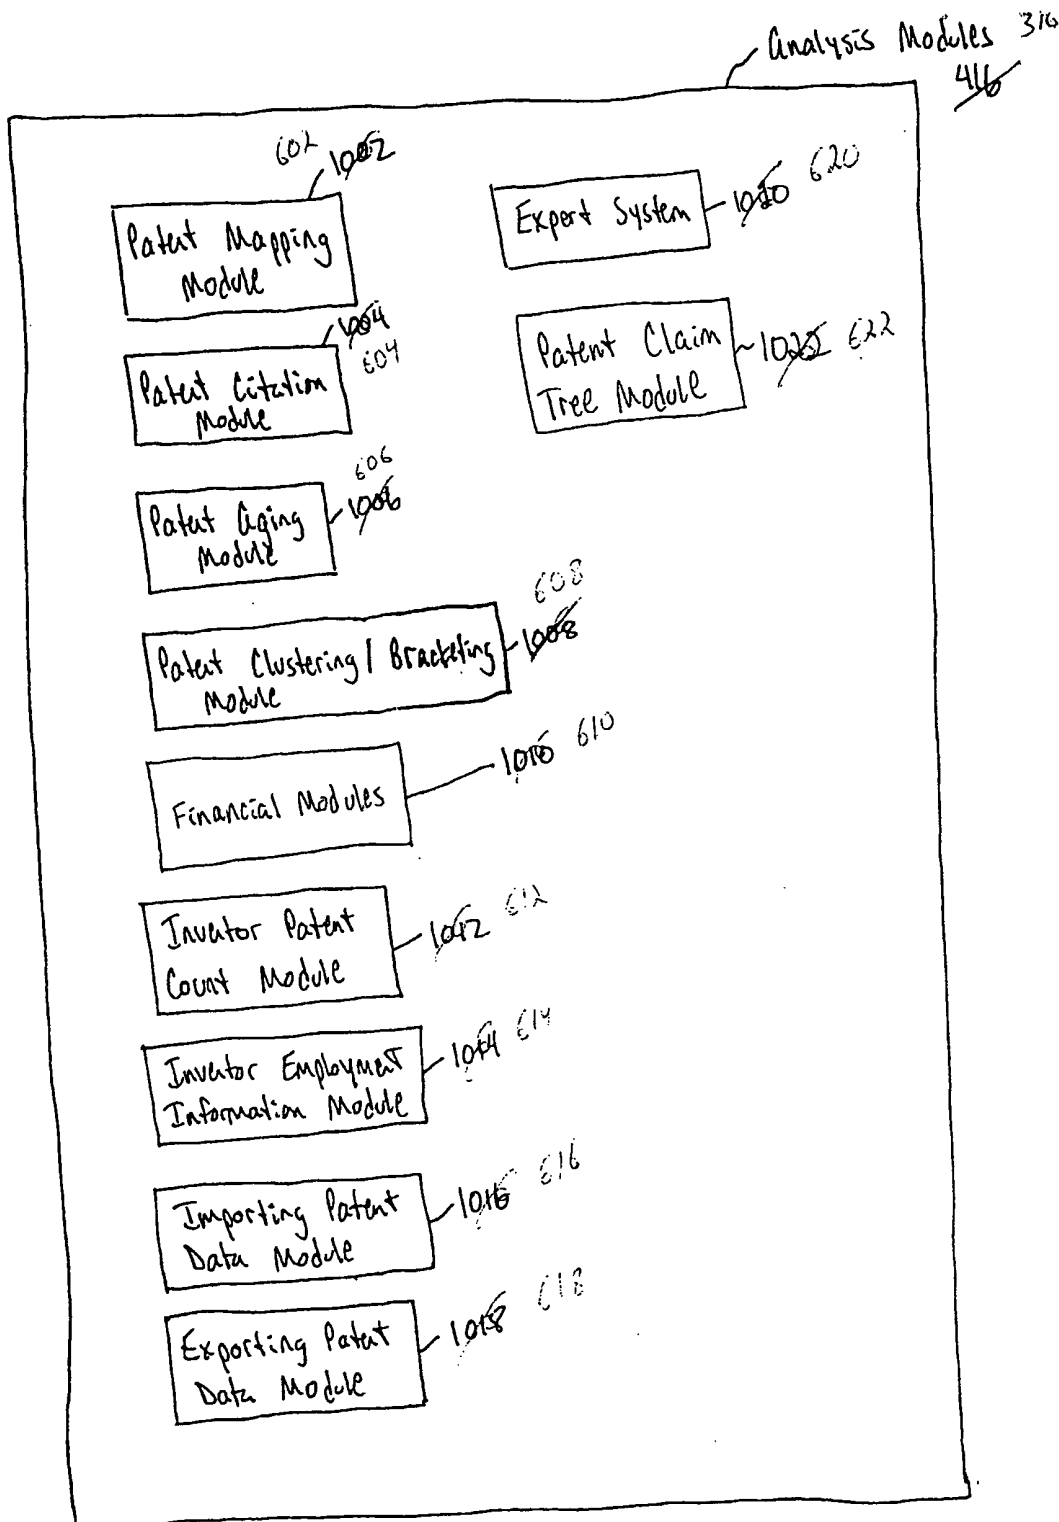 Analysis Modules 316
416
602 1002
Patent Mapping
Module
1004
604
Patent Citation
Module
606
1006
Patent Aging
Module
608
1008
Patent Clustering / Bracketing
Module
1010 610
Financial Modules
1012 612
Inventor Patent
Count Module
1014 614
Inventor Employment
Information Module
1016 616
Importing Patent
Data Module
1018 618
Exporting Patent
Data Module
Expert System
1020 620
Patent Claim
Tree Module
1022 622